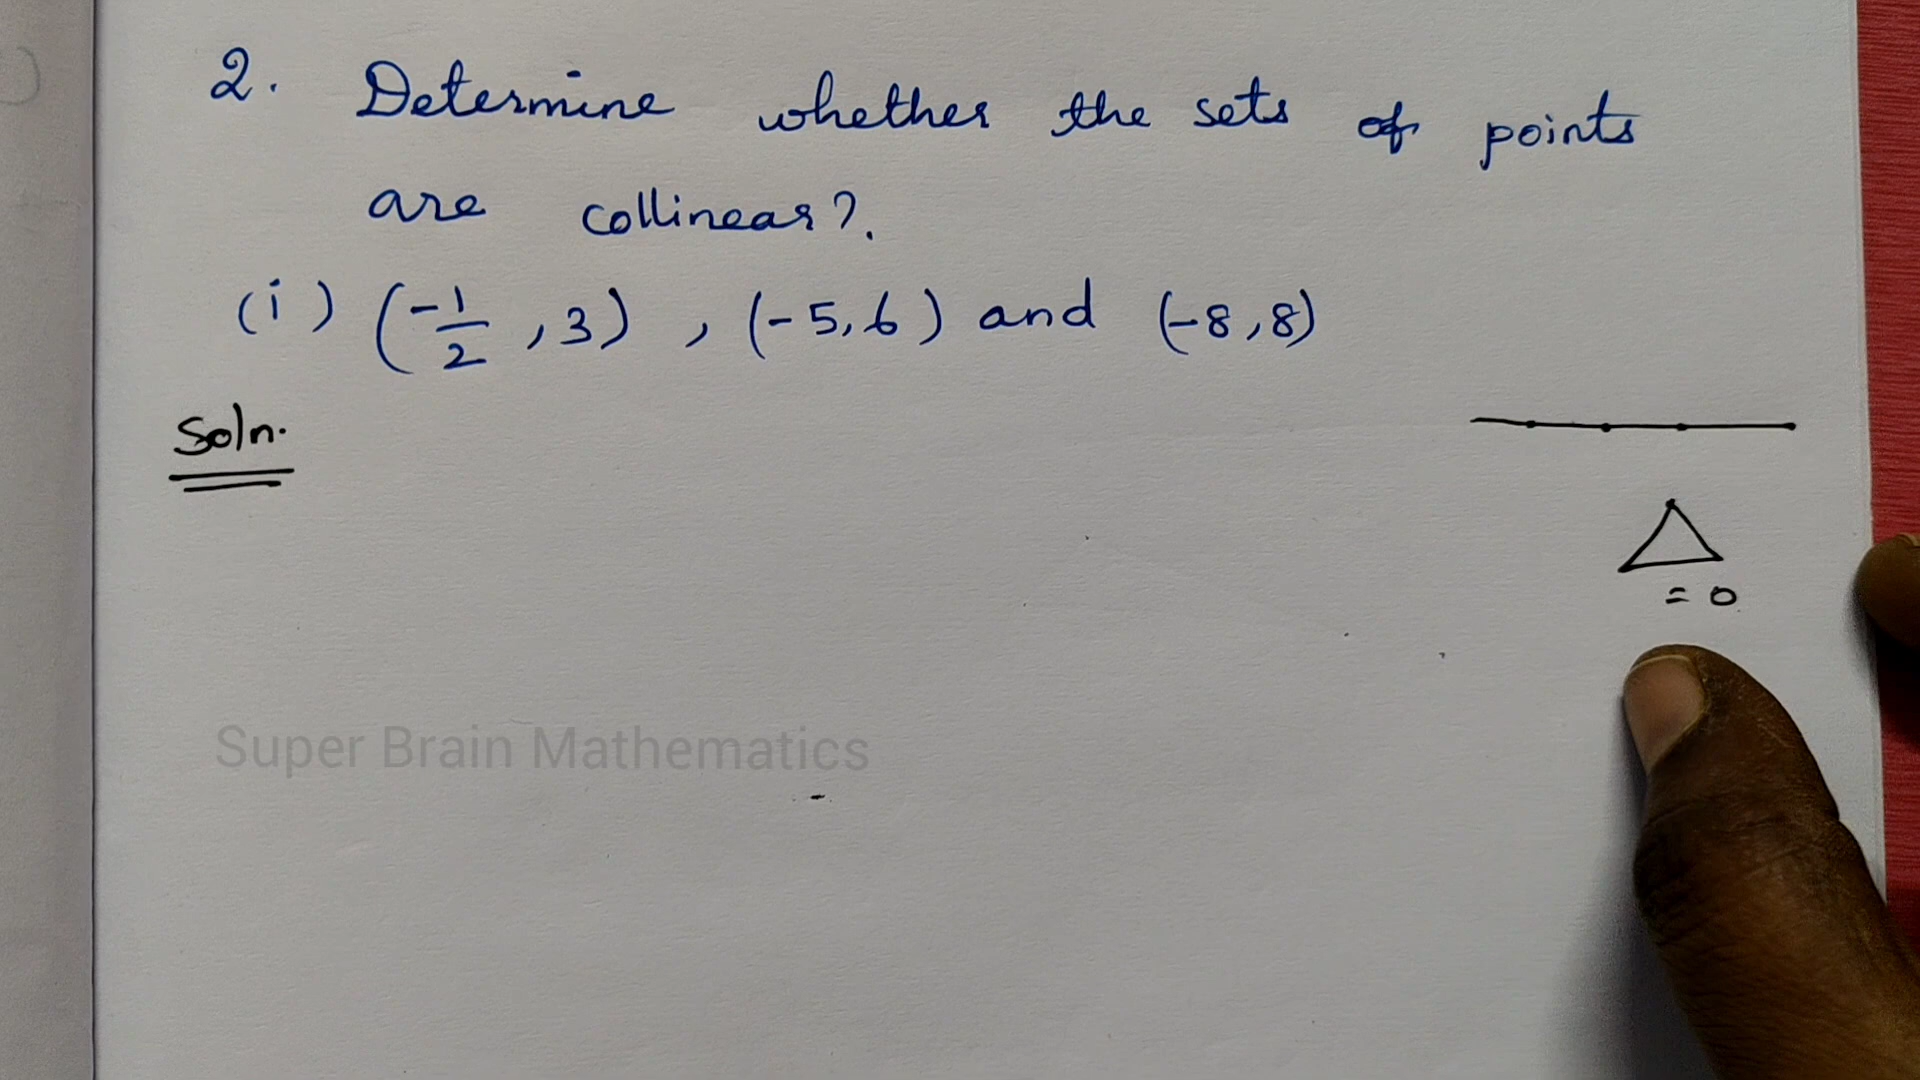 2. Determine whether the sets of points
are collinear?.
(i) (-1/2, 3), (-5, 6) and (-8, 8)
Soln.
= 0
Super Brain Mathematics